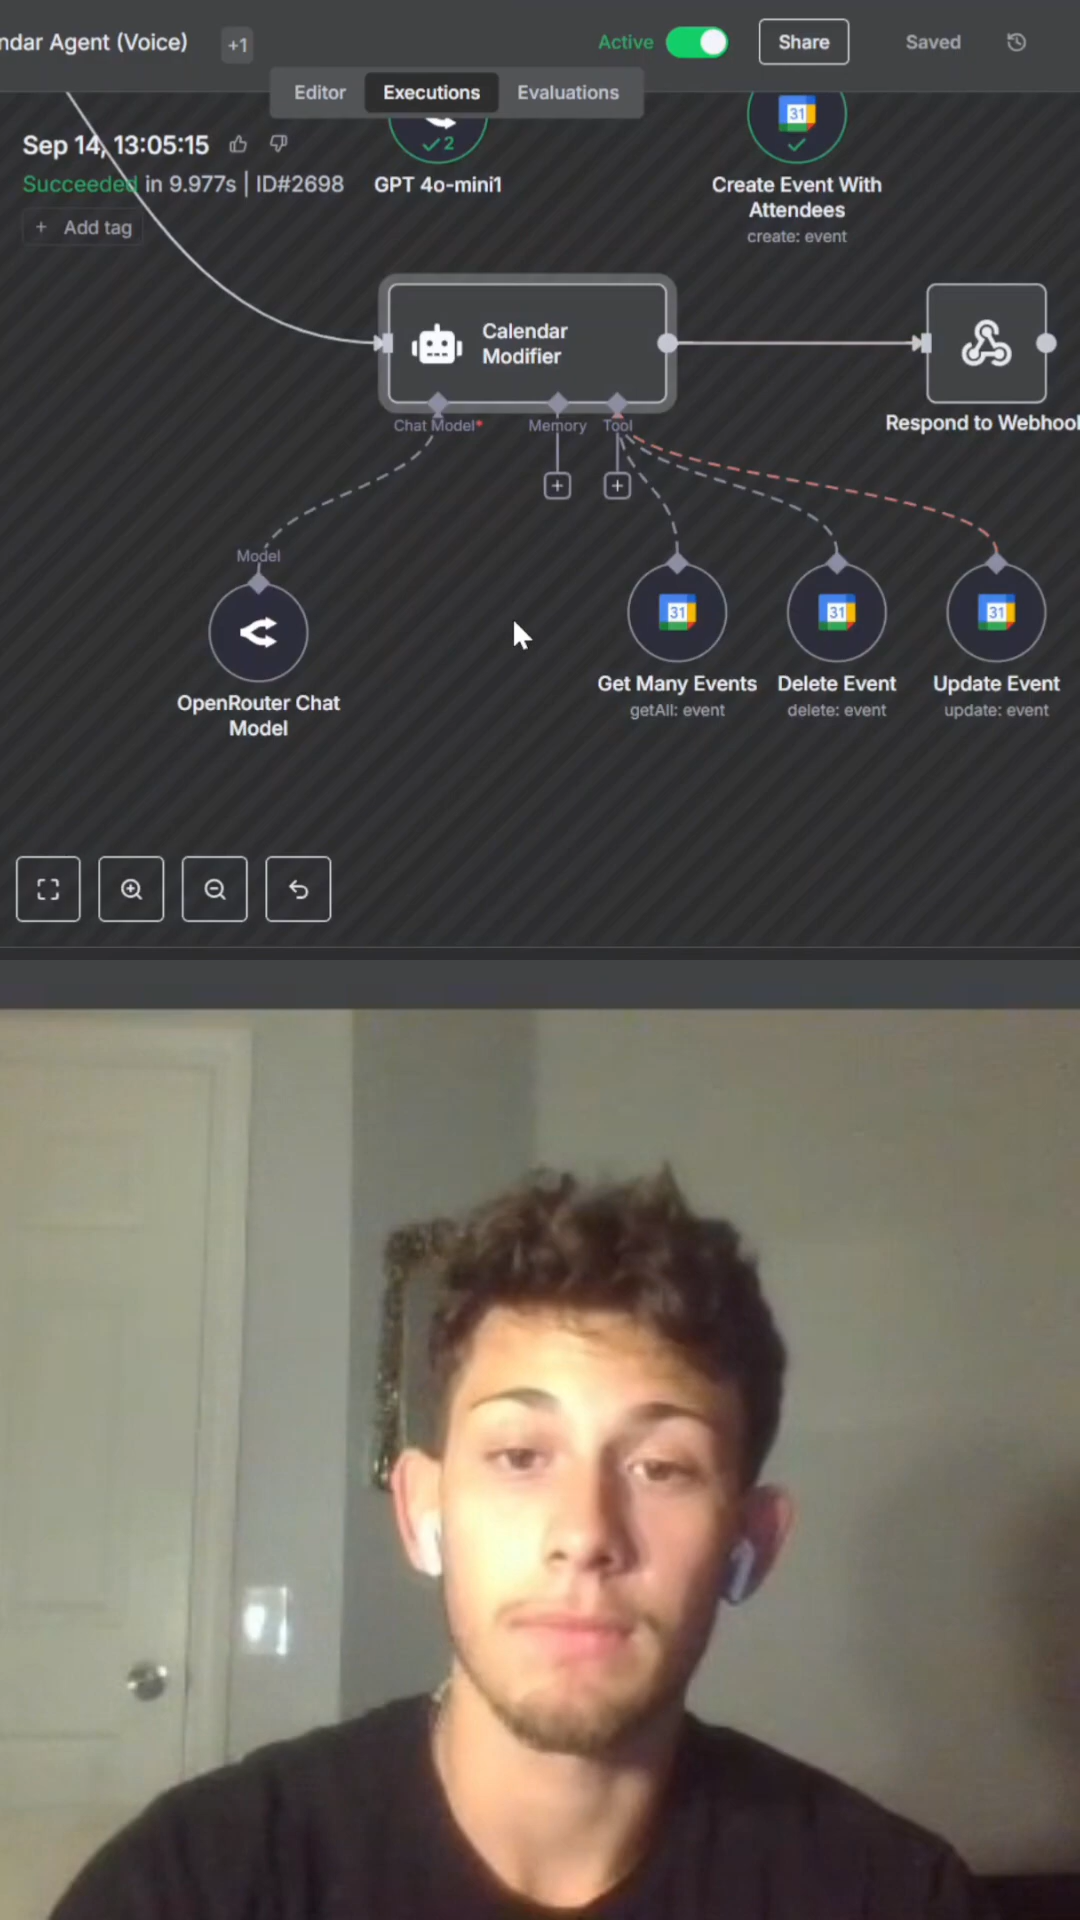 ndar Agent (Voice)
+1
Active
Share
Saved
Editor
Executions
Evaluations
31
Sep 14, 13:05:15
2
Succeeded in 9.977s | ID#2698
GPT 4o-mini1
Create Event With
Attendees
create: event
+ Add tag
Calendar
Modifier
Chat Model*
Memory
Tool
Respond to Webhook
+
+
Model
31
31
31
OpenRouter Chat
Model
Get Many Events
getAll: event
Delete Event
delete: event
Update Event
update: event